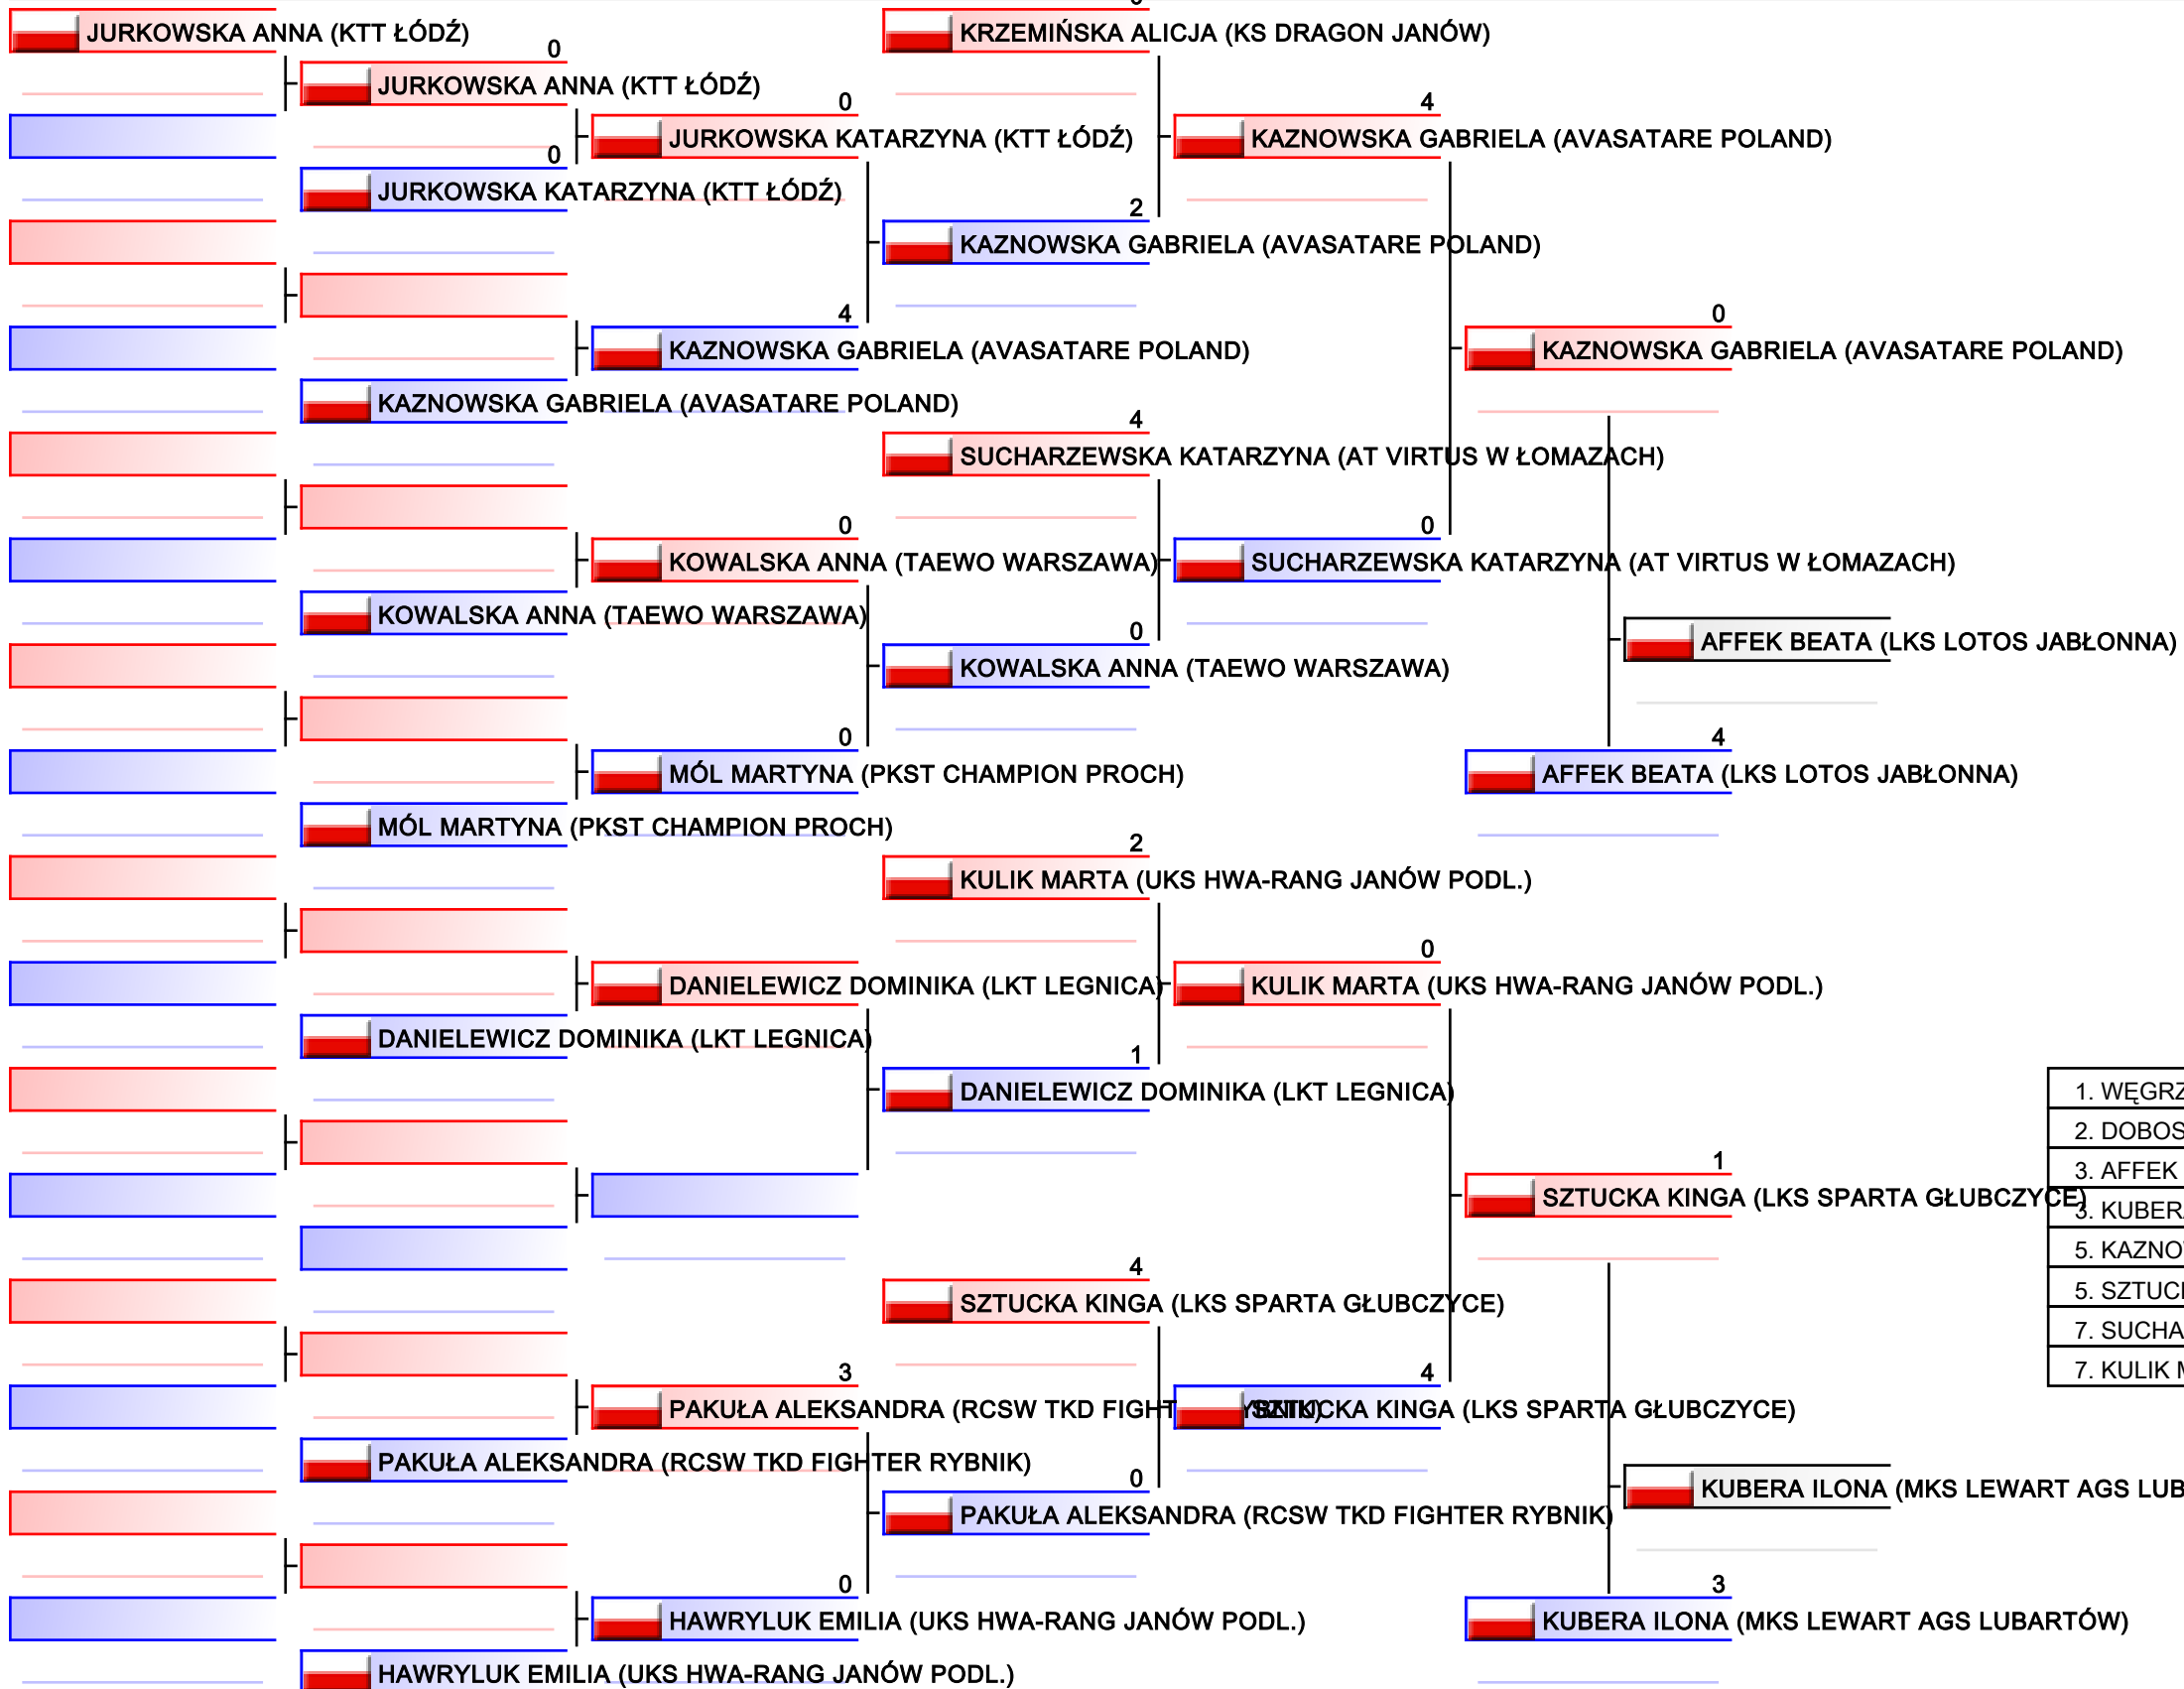 JURKOWSKA ANNA (KTT ŁÓDŹ)
0
JURKOWSKA ANNA (KTT ŁÓDŹ)
0
JURKOWSKA KATARZYNA (KTT ŁÓDŹ)
KAZNOWSKA GABRIELA (AVASATARE POLAND)
KOWALSKA ANNA (TAEWO WARSZAWA)
MÓL MARTYNA (PKST CHAMPION PROCH)
DANIELEWICZ DOMINIKA (LKT LEGNICA)
PAKUŁA ALEKSANDRA (RCSW TKD FIGHTER RYBNIK)
HAWRYLUK EMILIA (UKS HWA-RANG JANÓW PODL.)
0
JURKOWSKA KATARZYNA (KTT ŁÓDŹ)
4
KAZNOWSKA GABRIELA (AVASATARE POLAND)
0
KOWALSKA ANNA (TAEWO WARSZAWA)
0
MÓL MARTYNA (PKST CHAMPION PROCH)
DANIELEWICZ DOMINIKA (LKT LEGNICA)
3
PAKUŁA ALEKSANDRA (RCSW TKD FIGHT YBNIK)
0
HAWRYLUK EMILIA (UKS HWA-RANG JANÓW PODL.)
KRZEMIŃSKA ALICJA (KS DRAGON JANÓW)
2
KAZNOWSKA GABRIELA (AVASATARE POLAND)
4
SUCHARZEWSKA KATARZYNA (AT VIRTUS W ŁOMAZACH)
0
KOWALSKA ANNA (TAEWO WARSZAWA)
2
KULIK MARTA (UKS HWA-RANG JANÓW PODL.)
1
DANIELEWICZ DOMINIKA (LKT LEGNICA)
4
SZTUCKA KINGA (LKS SPARTA GŁUBCZYCE)
0
PAKUŁA ALEKSANDRA (RCSW TKD FIGHTER RYBNIK)
4
KAZNOWSKA GABRIELA (AVASATARE POLAND)
0
SUCHARZEWSKA KATARZYNA (AT VIRTUS W ŁOMAZACH)
0
KULIK MARTA (UKS HWA-RANG JANÓW PODL.)
4
SZTUCKA KINGA (LKS SPARTA GŁUBCZYCE)
0
KAZNOWSKA GABRIELA (AVASATARE POLAND)
4
AFFEK BEATA (LKS LOTOS JABŁONNA)
1
SZTUCKA KINGA (LKS SPARTA GŁUBCZYCE)
3
KUBERA ILONA (MKS LEWART AGS LUBARTÓW)
AFFEK BEATA (LKS LOTOS JABŁONNA)
KUBERA ILONA (MKS LEWART AGS LUB
1. WĘGRZ
2. DOBOS
3. AFFEK
3. KUBER
5. KAZNO
5. SZTUC
7. SUCHA
7. KULIK